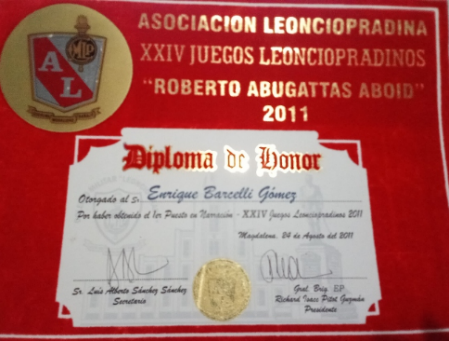 ASOCIACION LEONCIOPRADINA
XXIV JUEGOS LEONCIOPRADINOS
"ROBERTO ABUGATTAS ABOID"
2011
AL
Diploma de Honor
Otorgado al Sr. Enrique Barcelli Gómez
Por haber obtenido el 1er Puesto en Narración - XXIV Juegos Leonciopradinos 2011
Magdalena, 24 de Agosto del 2011
Sr. Luis Alberto Sánchez Sánchez
Secretario
Gral. Brig. EP
Richard Isaac Pitot Guzmán
Presidente